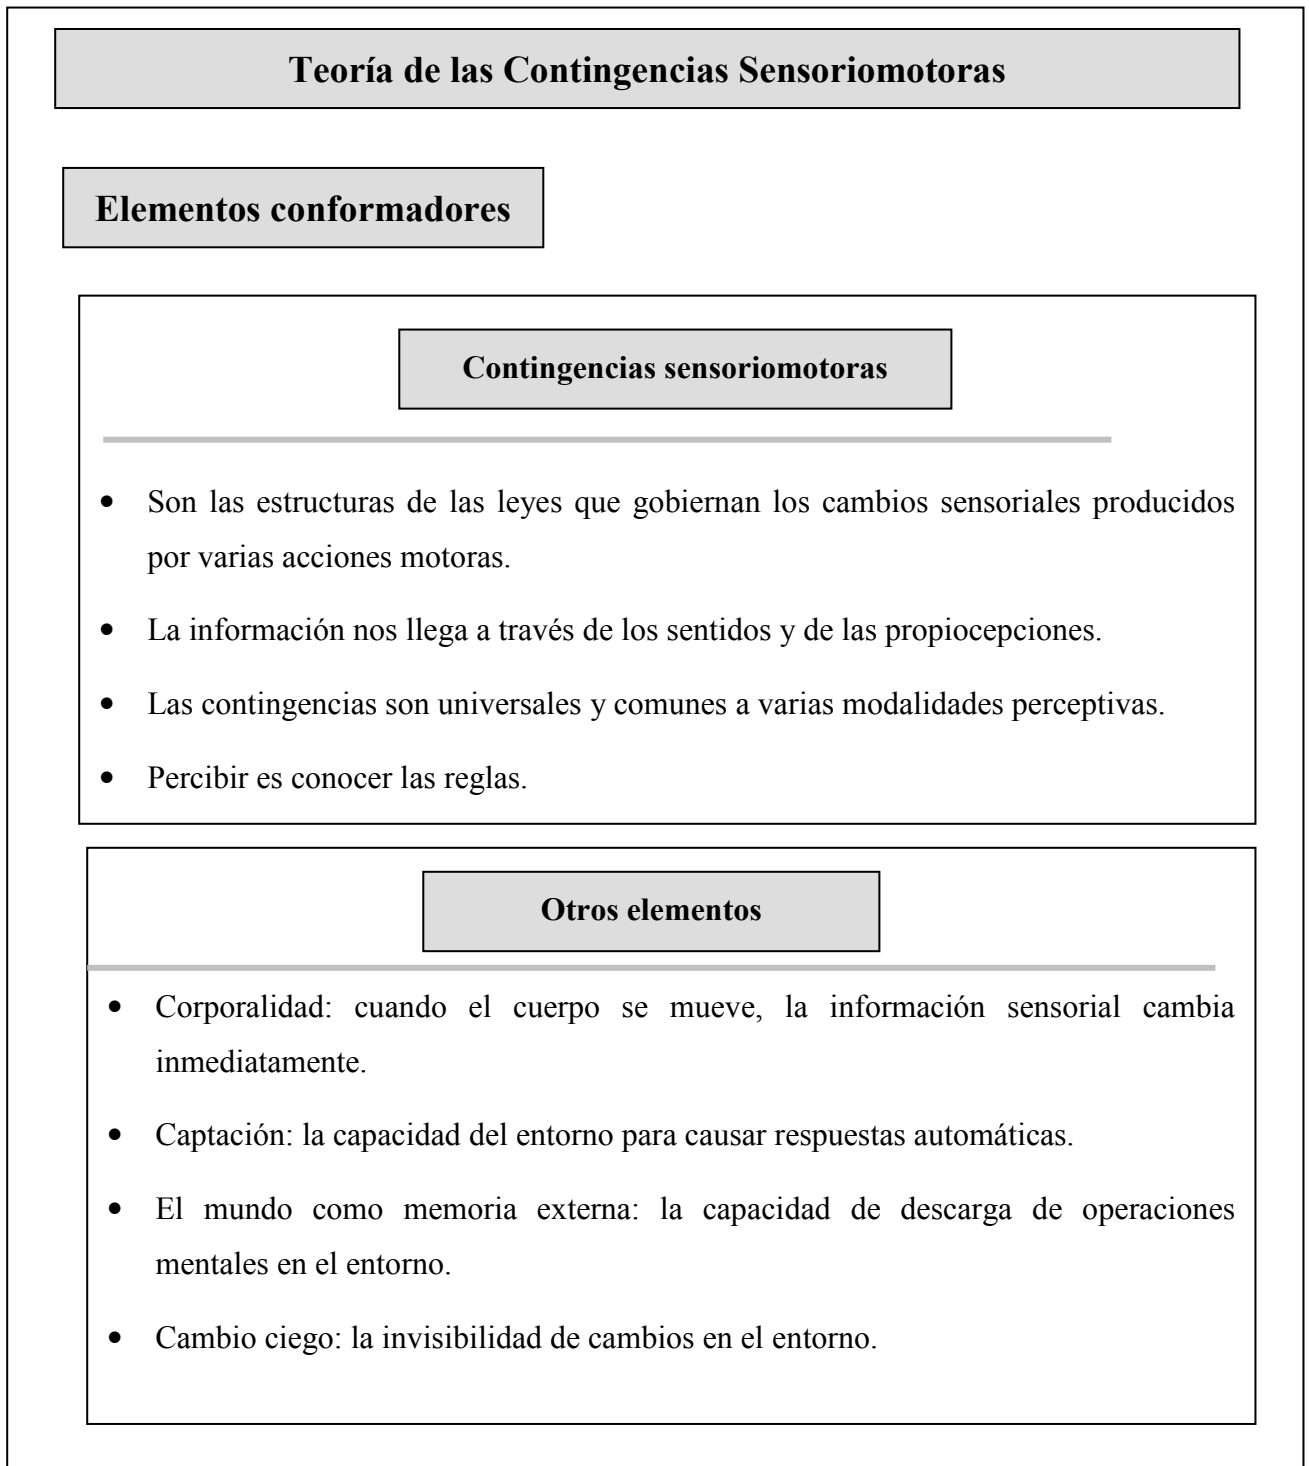 Teoría de las Contingencias Sensoriomotoras
Elementos conformadores
Contingencias sensoriomotoras
• Son las estructuras de las leyes que gobiernan los cambios sensoriales producidos
por varias acciones motoras.
• La información nos llega a través de los sentidos y de las propiocepciones.
• Las contingencias son universales y comunes a varias modalidades perceptivas.
• Percibir es conocer las reglas.
Otros elementos
• Corporalidad: cuando el cuerpo se mueve, la información sensorial cambia
inmediatamente.
• Captación: la capacidad del entorno para causar respuestas automáticas.
• El mundo como memoria externa: la capacidad de descarga de operaciones
mentales en el entorno.
• Cambio ciego: la invisibilidad de cambios en el entorno.